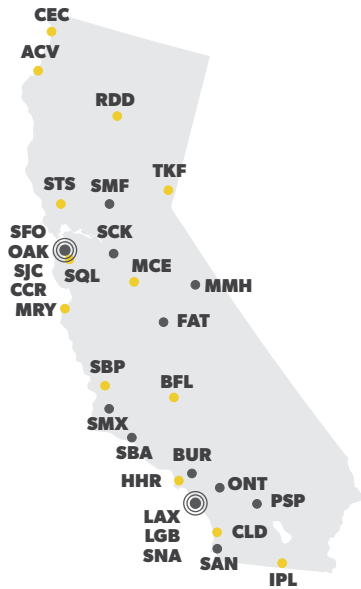 CEC
ACV
RDD
TKF
STS
SMF
SFO
OAK
SJC
CCR
SCK
SQL
MCE
MMH
MRY
FAT
SBP
BFL
SMX
SBA
BUR
HHR
ONT
PSP
LAX
LGB
SNA
CLD
SAN
IPL